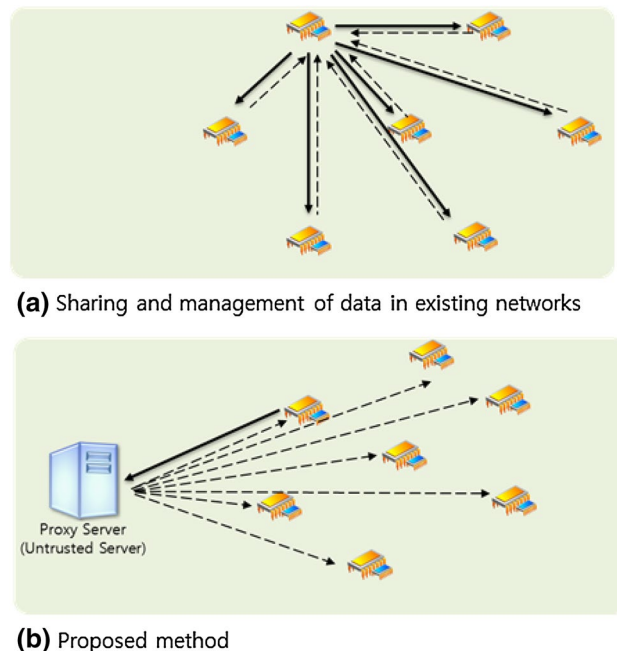 (a) Sharing and management of data in existing networks
Proxy Server
(Untrusted Server)
(b) Proposed method